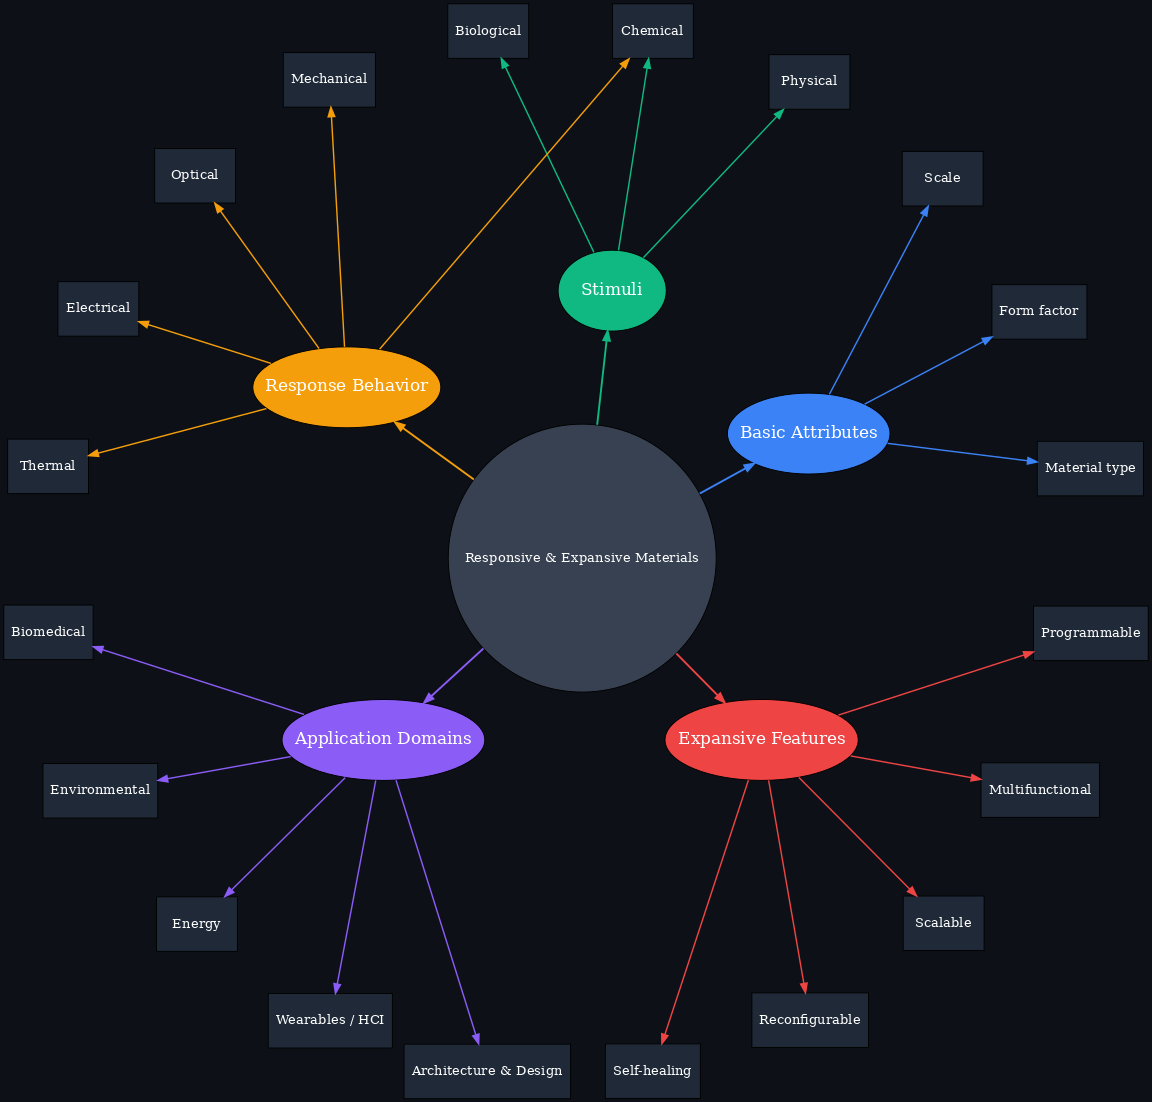 Biological
Chemical
Mechanical
Physical
Optical
Scale
Stimuli
Electrical
Form factor
Response Behavior
Basic Attributes
Thermal
Material type
Responsive & Expansive Materials
Biomedical
Programmable
Application Domains
Expansive Features
Environmental
Multifunctional
Energy
Scalable
Wearables / HCI
Reconfigurable
Architecture & Design
Self-healing